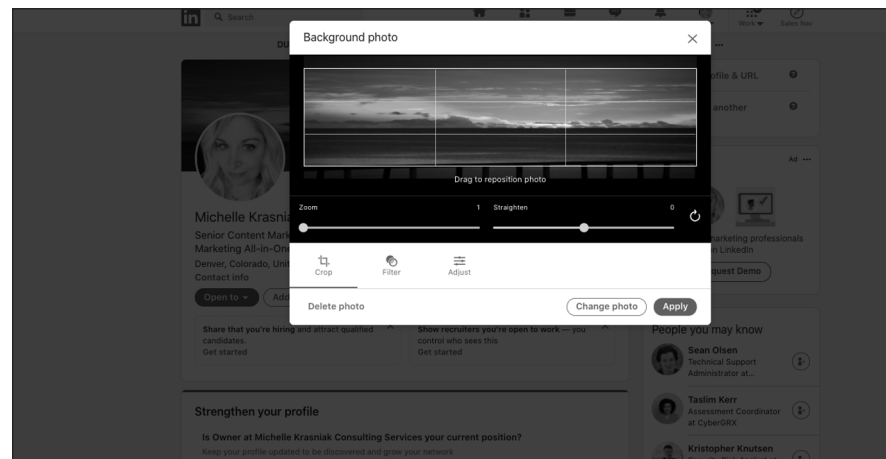 in
Search
Work
Sales Nav
DU
Background photo
ofile & URL
another
Drag to reposition photo
Ad
Zoom
1
Straighten
0
Michelle Krasnia
Senior Content Mark
Marketing All-in-One
Denver, Colorado, Unit
Contact info
Open to
Add
Crop
Filter
Adjust
Delete photo
Change photo
Apply
marketing professionals
n LinkedIn
quest Demo
Share that you're hiring and attract qualified
candidates.
Get started
Show recruiters you're open to work — you
control who sees this
Get started
People you may know
Sean Olsen
Technical Support
Administrator at...
Taslim Kerr
Assessment Coordinator
at CyberGRX
Kristopher Knutsen
Strengthen your profile
Is Owner at Michelle Krasniak Consulting Services your current position?
Keep your profile updated to be discovered and grow your network